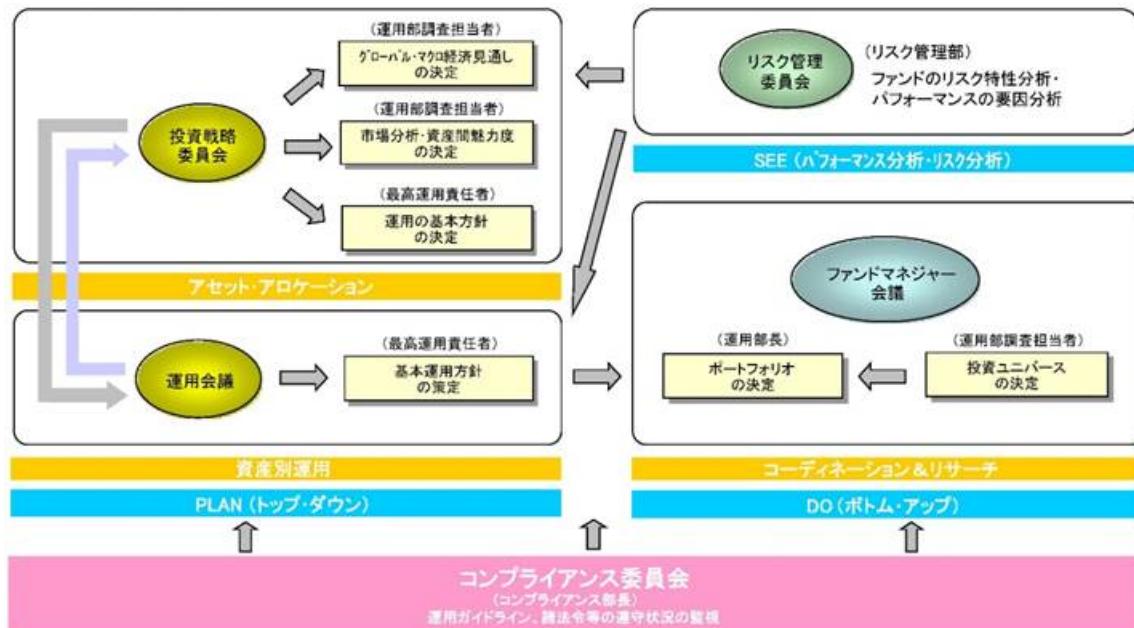 (運用部調査担当者)
グローバル・マクロ経済見通し
の決定
(運用部調査担当者)
市場分析・資産間魅力度
の決定
投資戦略
委員会
(最高運用責任者)
運用の基本方針
の決定
アセット・アロケーション
運用会議
(最高運用責任者)
基本運用方針
の策定
資産別運用
PLAN (トップ・ダウン)
リスク管理
委員会
(リスク管理部)
ファンドのリスク特性分析・
パフォーマンスの要因分析
SEE (パフォーマンス分析・リスク分析)
ファンドマネジャー
会議
(運用部長)
ポートフォリオ
の決定
(運用部調査担当者)
投資ユニバース
の決定
コーディネーション&リサーチ
DO (ボトム・アップ)
コンプライアンス委員会
(コンプライアンス部長)
運用ガイドライン、諸法令等の遵守状況の監視